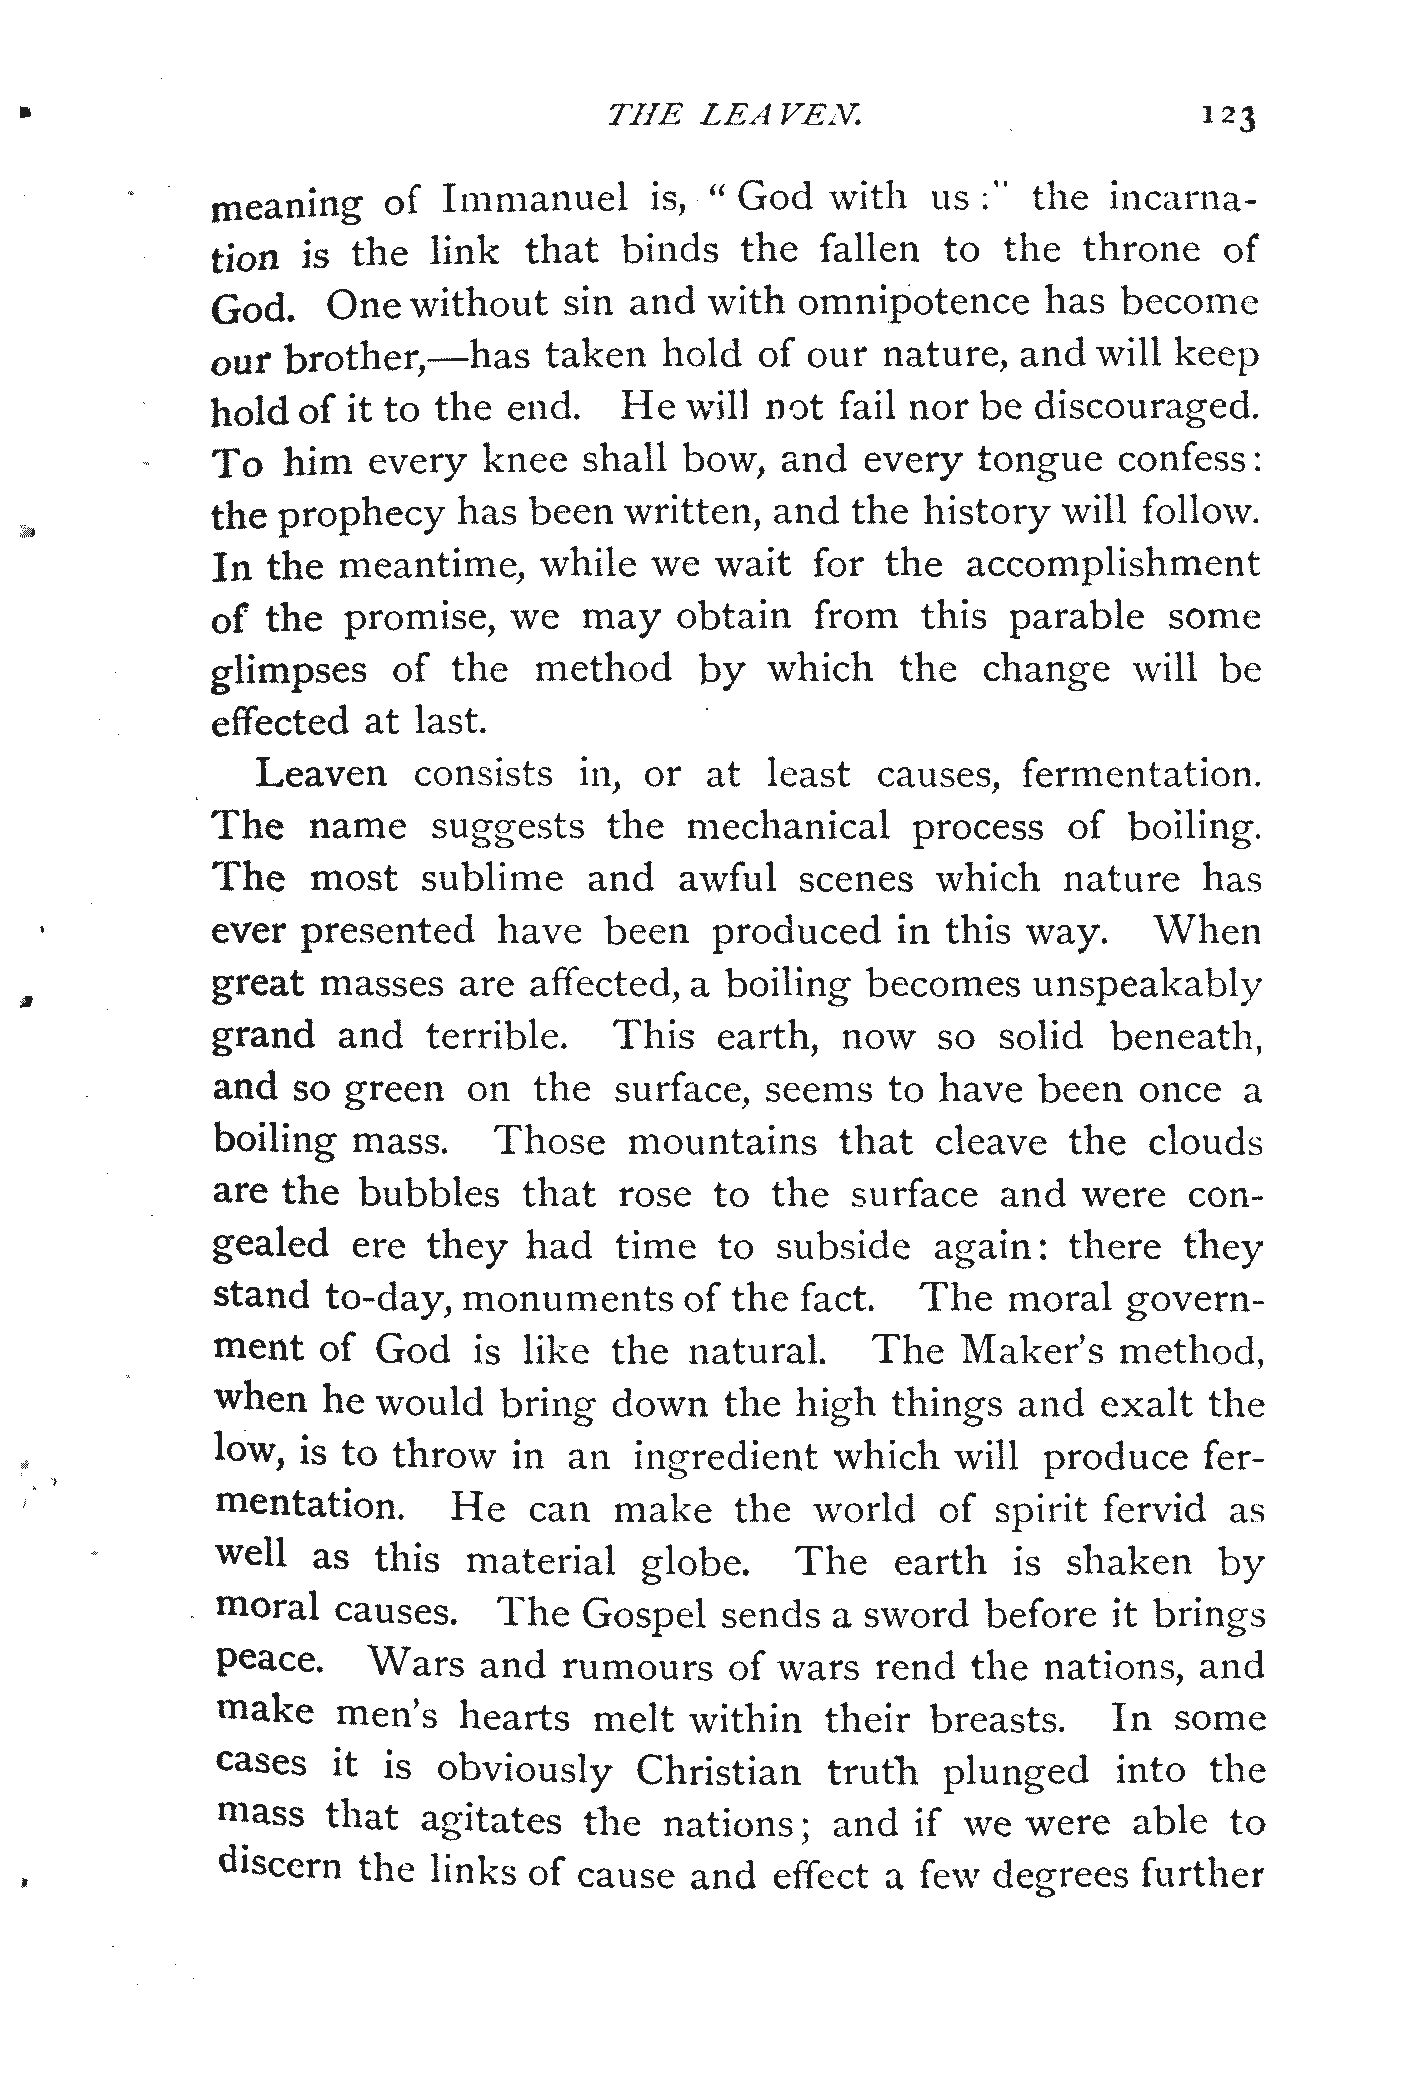 THE LEAVEN. 123
meaning of Immanuel is, “ God with us :” the incarna-
tion is the link that binds the fallen to the throne of
God. One without sin and with omnipotence has become
our brother,—has taken hold of our nature, and will keep
hold of it to the end. He will not fail nor be discouraged.
To him every knee shall bow, and every tongue confess:
the prophecy has been written, and the history will follow.
In the meantime, while we wait for the accomplishment
of the promise, we may obtain from this parable some
glimpses of the method by which the change will be
effected at last.
Leaven consists in, or at least causes, fermentation.
The name suggests the mechanical process of boiling.
The most sublime and awful scenes which nature has
ever presented have been produced in this way. When
great masses are affected, a boiling becomes unspeakably
grand and terrible. This earth, now so solid beneath,
and so green on the surface, seems to have been once a
boiling mass. Those mountains that cleave the clouds
are the bubbles that rose to the surface and were con-
gealed ere they had time to subside again: there they
stand to-day, monuments of the fact. The moral govern-
ment of God is like the natural. The Maker’s method,
when he would bring down the high things and exalt the
low, is to throw in an ingredient which will produce fer-
mentation. He can make the world of spirit fervid as
well as this material globe. The earth is shaken by
moral causes. The Gospel sends a sword before it brings
peace. Wars and rumours of wars rend the nations, and
make men’s hearts melt within their breasts. In some
cases it is obviously Christian truth plunged into the
mass that agitates the nations; and if we were able to
discern the links of cause and effect a few degrees further